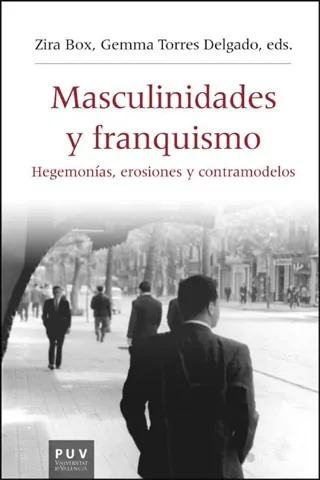 Zira Box, Gemma Torres Delgado, eds.
Masculinidades
y franquismo
Hegemonías, erosiones y contramodelos
PUV
UNIVERSITAT
DE VALÈNCIA